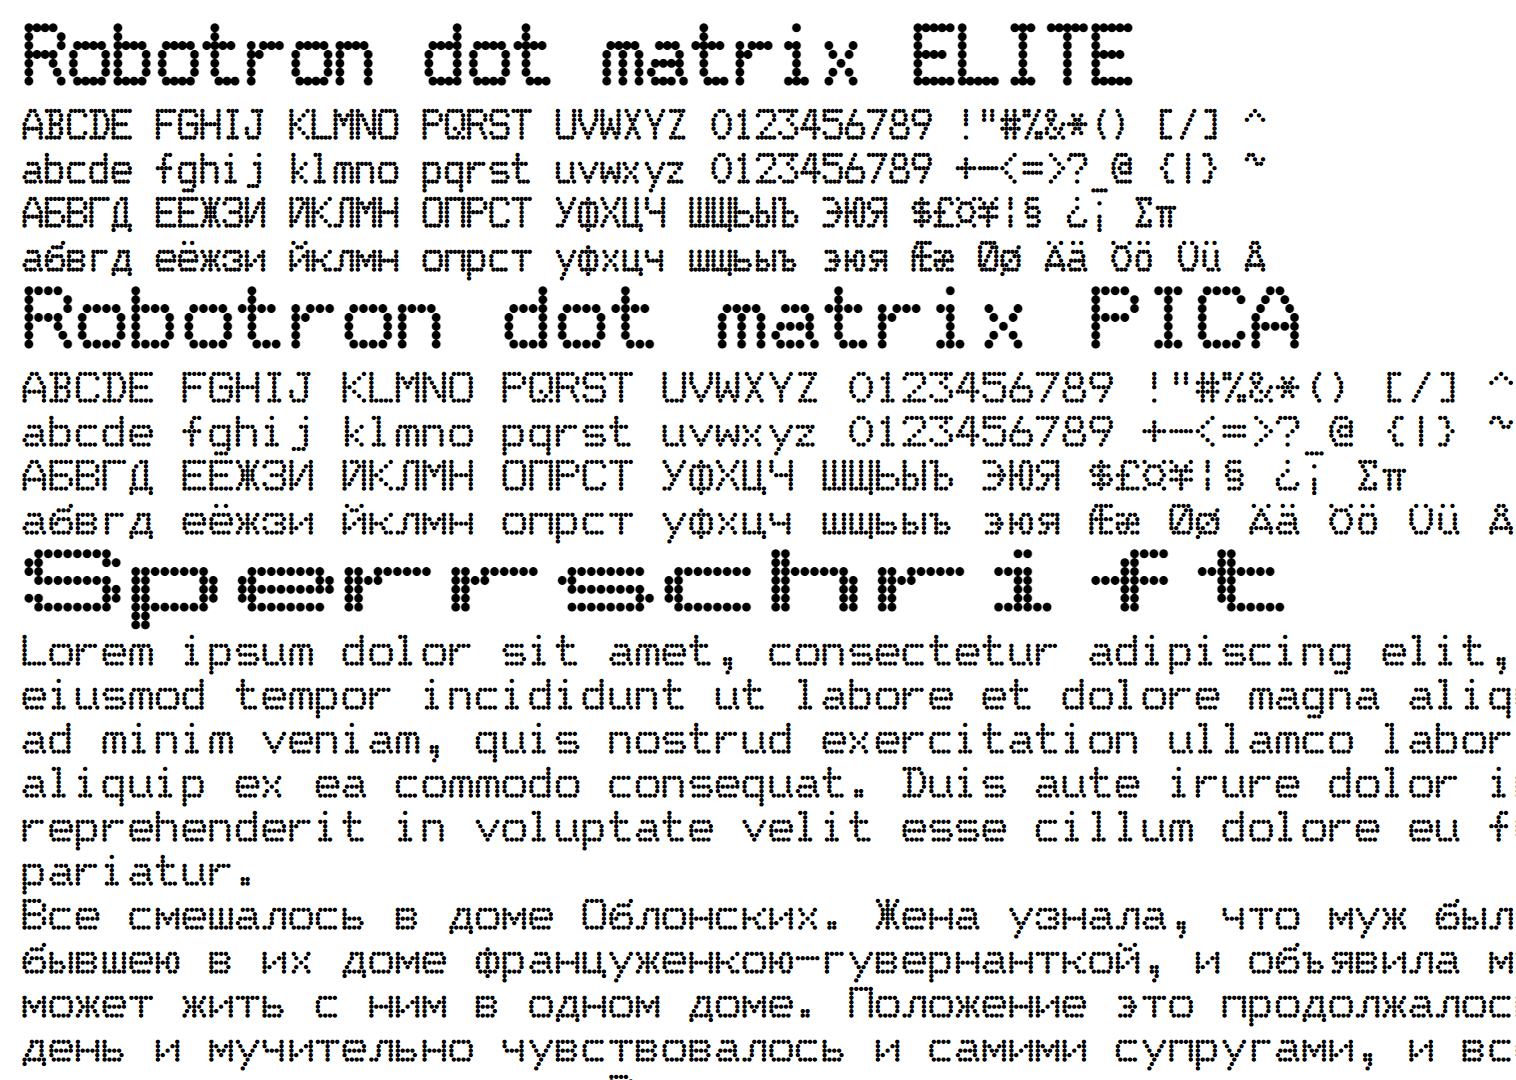 Robotron dot matrix ELITE
ABCDE FGHIJ KLMNO PQRST UVWXYZ 0123456789 !"#%&*() [/] ^
abcde fghij klmno pqrst uvwxyz 0123456789 +−<=>?_@ {|} ~
АБВГД ЕЁЖЗИ ЙКЛМН ОПРСТ УФХЦЧ ШЩЬЫЪ ЭЮЯ $£¤¥¦§ ¿¡ Σπ
абвгд еёжзи йклмн опрст уфхцч шщьыъ эюя Ææ Øø Ää Öö Üü Å
Robotron dot matrix PICA
ABCDE FGHIJ KLMNO PQRST UVWXYZ 0123456789 !"#%&*() [/] ^
abcde fghij klmno pqrst uvwxyz 0123456789 +−<=>?_@ {|} ~
АБВГД ЕЁЖЗИ ЙКЛМН ОПРСТ УФХЦЧ ШЩЬЫЪ ЭЮЯ $£¤¥¦§ ¿¡ Σπ
абвгд еёжзи йклмн опрст уфхцч шщьыъ эюя Ææ Øø Ää Öö Üü Å
Sperrschrift
Lorem ipsum dolor sit amet, consectetur adipiscing elit,
eiusmod tempor incididunt ut labore et dolore magna aliq
ad minim veniam, quis nostrud exercitation ullamco labor
aliquip ex ea commodo consequat. Duis aute irure dolor i
reprehenderit in voluptate velit esse cillum dolore eu f
pariatur.
Все смешалось в доме Облонских. Жена узнала, что муж был
бывшею в их доме француженкою-гувернанткой, и объявила м
может жить с ним в одном доме. Положение это продолжалос
день и мучительно чувствовалось и самими супругами, и вс